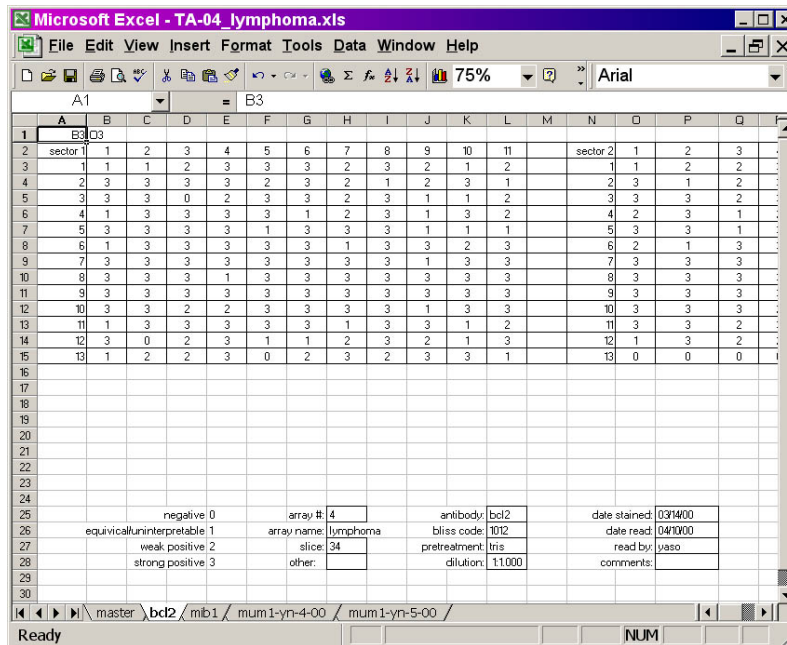 Microsoft Excel - TA-04_lymphoma.xls
File Edit View Insert Format Tools Data Window Help
75% Arial
A1 = B3
A B C D E F G H I J K L M N O P Q
1 B3 O3
2 sector 1 1 2 3 4 5 6 7 8 9 10 11 sector 2 1 2 3
3 1 1 1 2 3 3 3 2 3 2 1 2 1 1 2 2
4 2 3 3 3 3 2 3 2 1 2 3 1 2 3 1 2
5 3 3 3 0 2 3 3 2 3 1 1 2 3 3 3 2
6 4 1 3 3 3 3 1 2 3 1 3 2 4 2 3 1
7 5 3 3 3 3 1 3 3 3 1 1 1 5 3 3 1
8 6 1 3 3 3 3 3 1 3 3 2 3 6 2 1 3
9 7 3 3 3 3 3 3 3 3 1 3 3 7 3 3 3
10 8 3 3 3 1 3 3 3 3 3 3 3 8 3 3 3
11 9 3 3 3 3 3 3 3 3 3 3 3 9 3 3 3
12 10 3 3 2 2 3 3 3 3 1 3 3 10 3 3 3
13 11 1 3 3 3 3 3 1 3 3 1 2 11 3 3 2
14 12 3 0 2 3 1 1 2 3 2 1 3 12 1 3 2
15 13 1 2 2 3 0 2 3 2 3 3 1 13 0 0 0
16
17
18
19
20
21
22
23
24
25 negative 0 array #: 4 antibody: bcl2 date stained: 03/14/00
26 equivical/uninterpretable 1 array name: lymphoma bliss code: 1012 date read: 04/10/00
27 weak positive 2 slice: 34 pretreatment: tris read by: yaso
28 strong positive 3 other: dilution: 1:1.000 comments:
29
30
master bcl2 mib1 mum1-yn-4-00 mum1-yn-5-00
Ready NUM